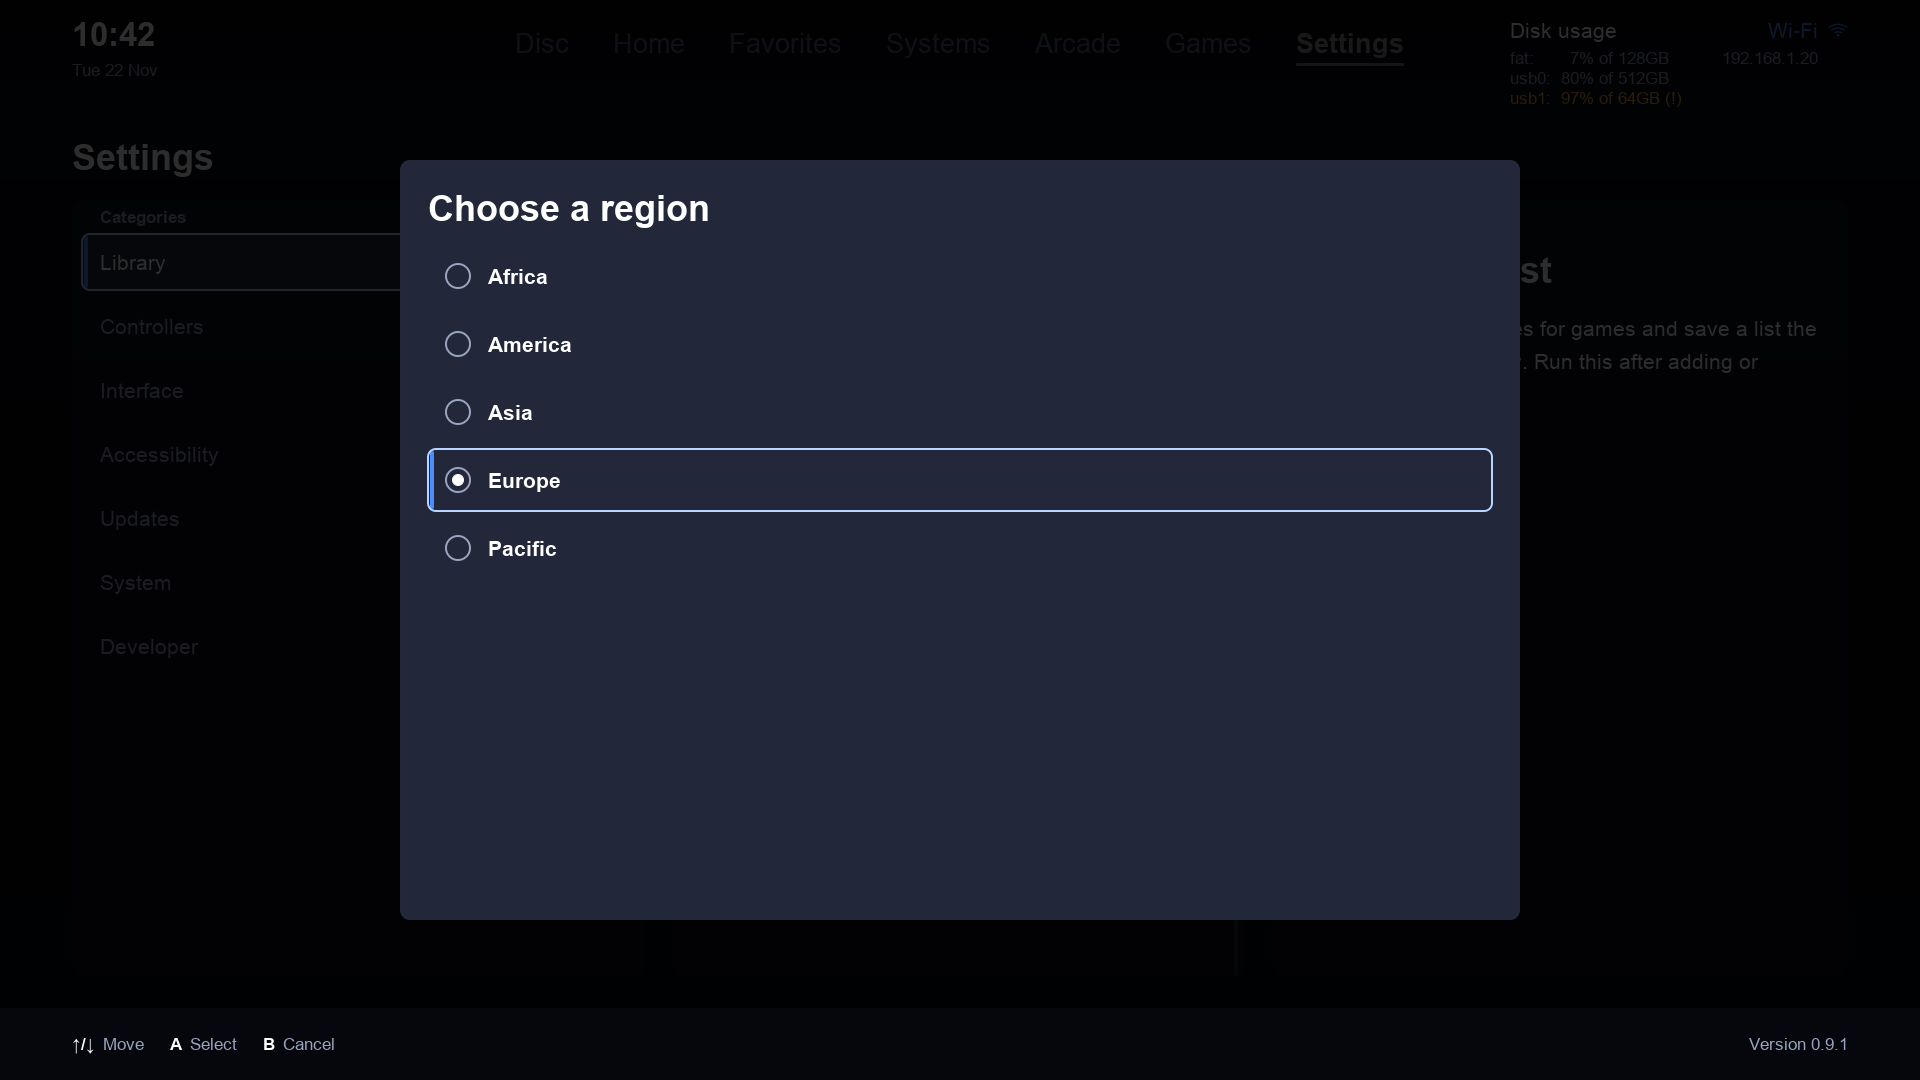 10:42
Tue 22 Nov
Disc Home Favorites Systems Arcade Games Settings
Disk usage
fat: 7% of 128GB
usb0: 80% of 512GB
usb1: 97% of 64GB (!)
Wi-Fi
192.168.1.20
Settings
Categories
Library
Controllers
Interface
Accessibility
Updates
System
Developer
Choose a region
Africa
America
Asia
Europe
Pacific
st
es for games and save a list the
. Run this after adding or
↑/↓ Move A Select B Cancel
Version 0.9.1